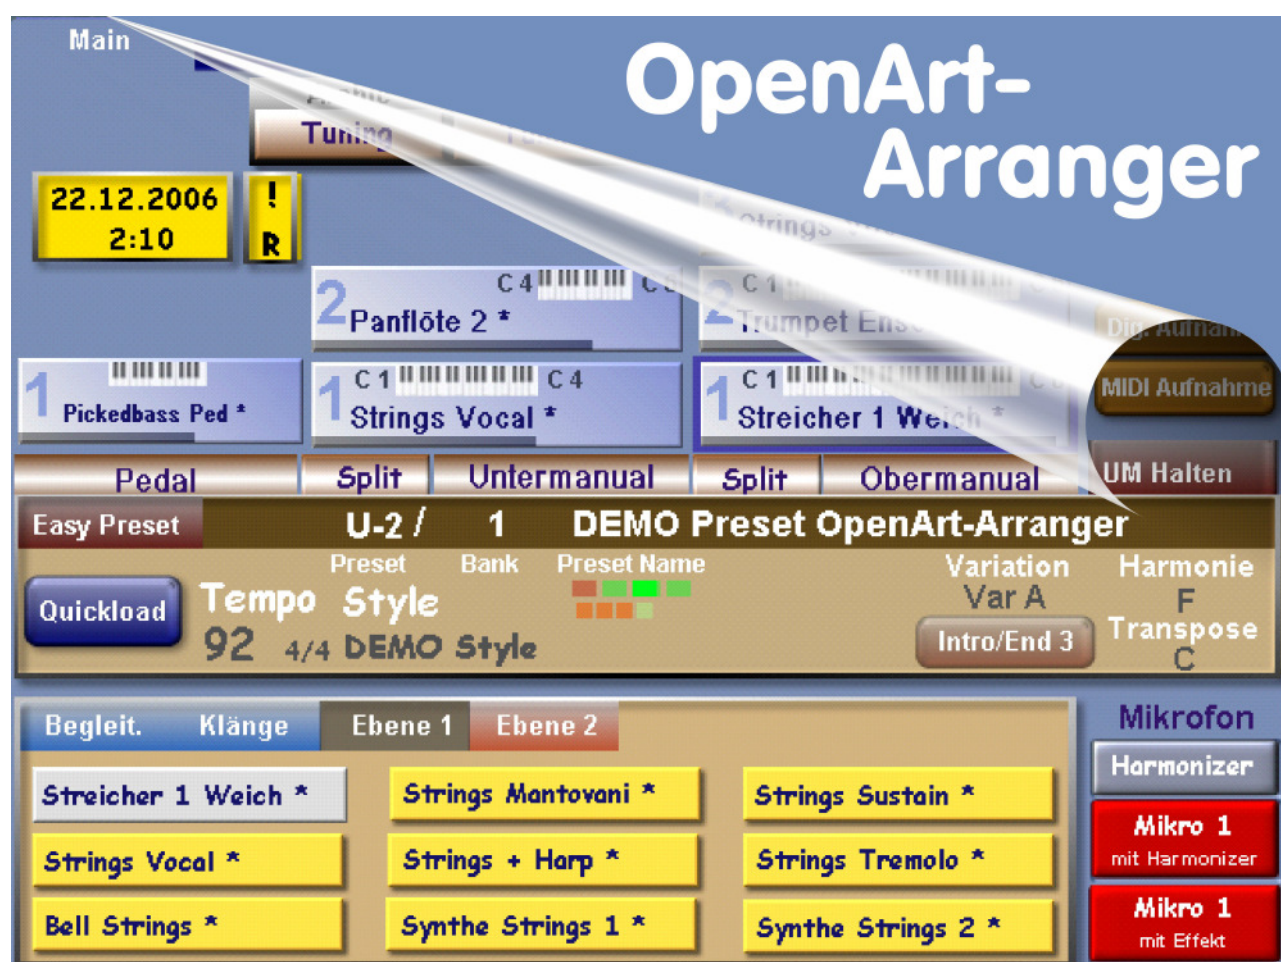 Main
OpenArt-
Arranger
Tuning
22.12.2006
2:10
!
R
Strings
2
C 4
Panflöte 2 *
2
C 1
Trumpet
Dig. Aufnahme
1
Pickedbass Ped *
1
C 1 C 4
Strings Vocal *
1
C 1
Streicher 1 Weich *
MIDI Aufnahme
Pedal Split Untermanual Split Obermanual
UM Halten
Easy Preset U-2 / 1 DEMO Preset OpenArt-Arranger
Preset Bank Preset Name Variation Harmonie
Quickload Tempo Style Var A F
92 4/4 DEMO Style Intro/End 3 Transpose
C
Begleit. Klänge Ebene 1 Ebene 2
Mikrofon
Harmonizer
Streicher 1 Weich * Strings Mantovani * Strings Sustain *
Mikro 1
mit Harmonizer
Strings Vocal * Strings + Harp * Strings Tremolo *
Mikro 1
mit Effekt
Bell Strings * Synthe Strings 1 * Synthe Strings 2 *